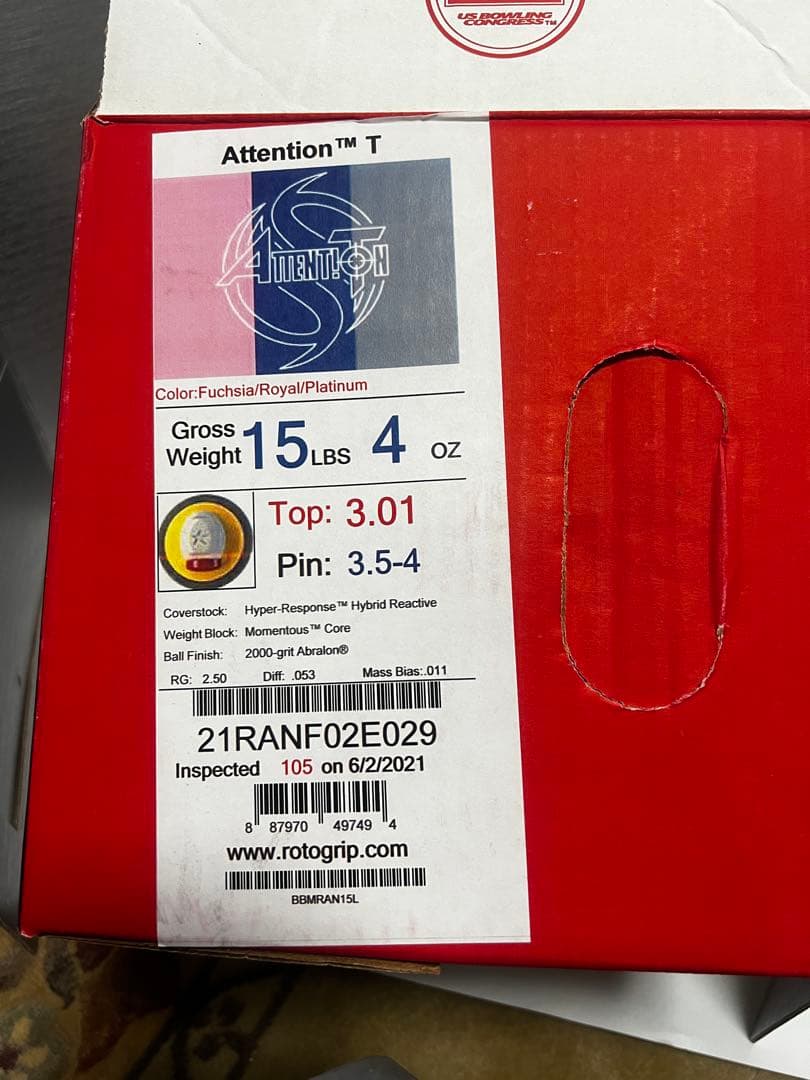 US BOWLING
CONGRESS™
Attention™ T
ATTENT!ON
Color:Fuchsia/Royal/Platinum
Gross Weight 15 LBS 4 OZ
Top: 3.01
Pin: 3.5-4
Coverstock: Hyper-Response™ Hybrid Reactive
Weight Block: Momentous™ Core
Ball Finish: 2000-grit Abralon®
RG: 2.50 Diff: .053 Mass Bias:.011
21RANF02E029
Inspected 105 on 6/2/2021
8 87970 49749 4
www.rotogrip.com
BBMRAN15L